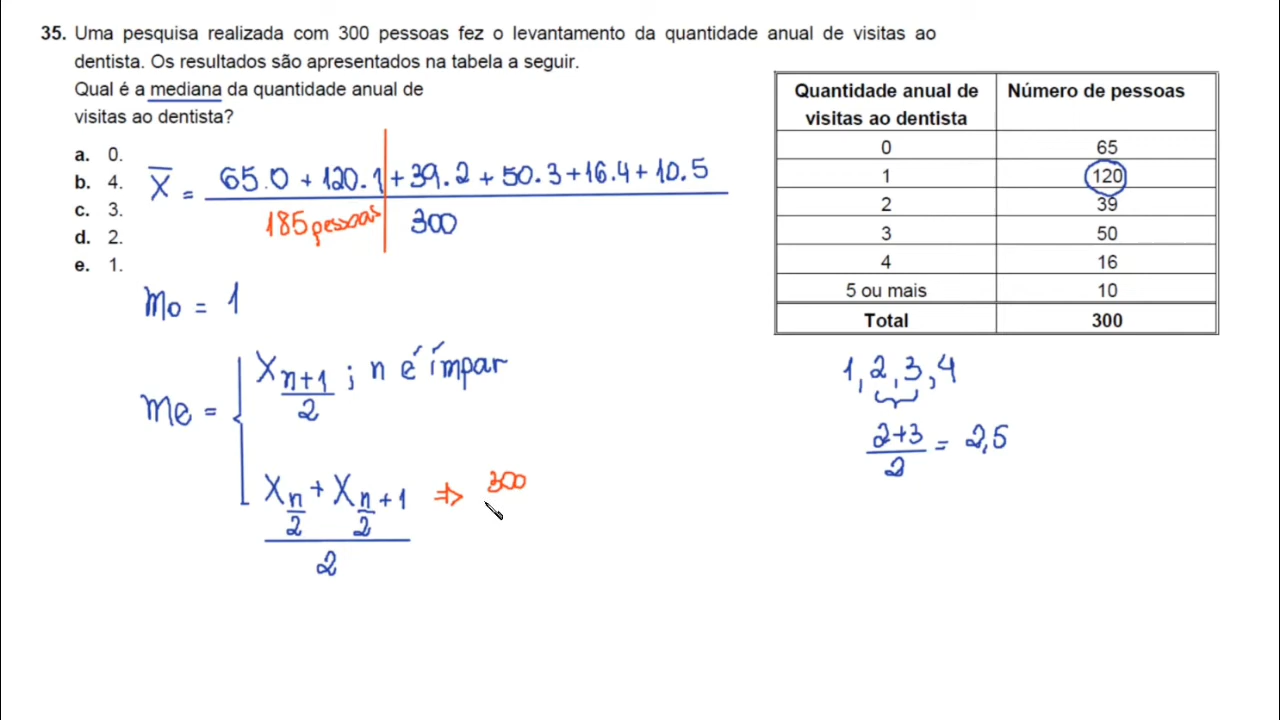 35. Uma pesquisa realizada com 300 pessoas fez o levantamento da quantidade anual de visitas ao
dentista. Os resultados são apresentados na tabela a seguir.
Qual é a mediana da quantidade anual de
visitas ao dentista?
a. 0.
b. 4.
c. 3.
d. 2.
e. 1.
X = 65.0 + 120.1 + 39.2 + 50.3 + 16.4 + 10.5
185 pessoas 300
Mo = 1
Me =
X n+1 ; n é ímpar
2
X n + X n + 1 ⇒ 300
2 2
2
Quantidade anual de visitas ao dentista Número de pessoas
0 65
1 120
2 39
3 50
4 16
5 ou mais 10
Total 300
1, 2, 3, 4
2+3 = 2,5
2